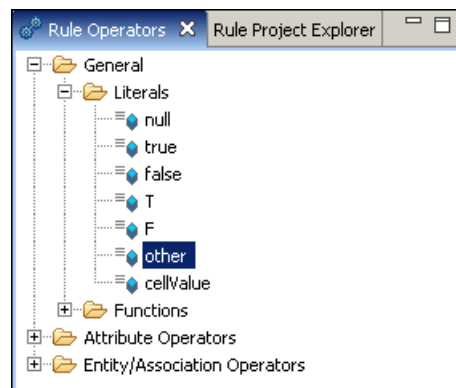 Rule Operators Rule Project Explorer
General
Literals
null
true
false
T
F
other
cellValue
Functions
Attribute Operators
Entity/Association Operators